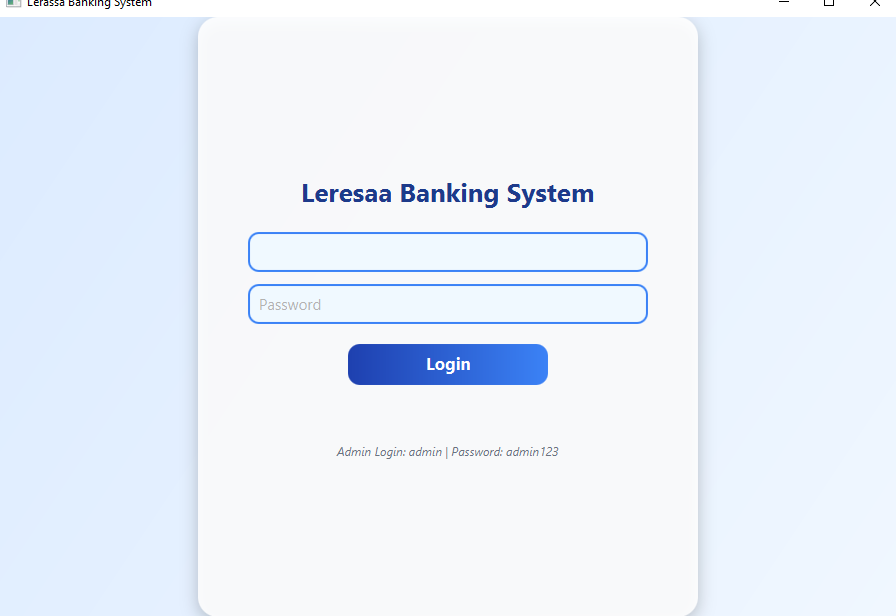 Lerassa Banking System
Leresaa Banking System
Password
Login
Admin Login: admin | Password: admin123